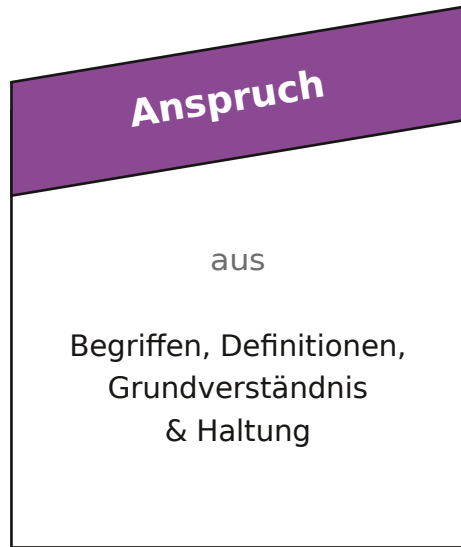 Anspruch
aus
Begriffen, Definitionen,
Grundverständnis
& Haltung